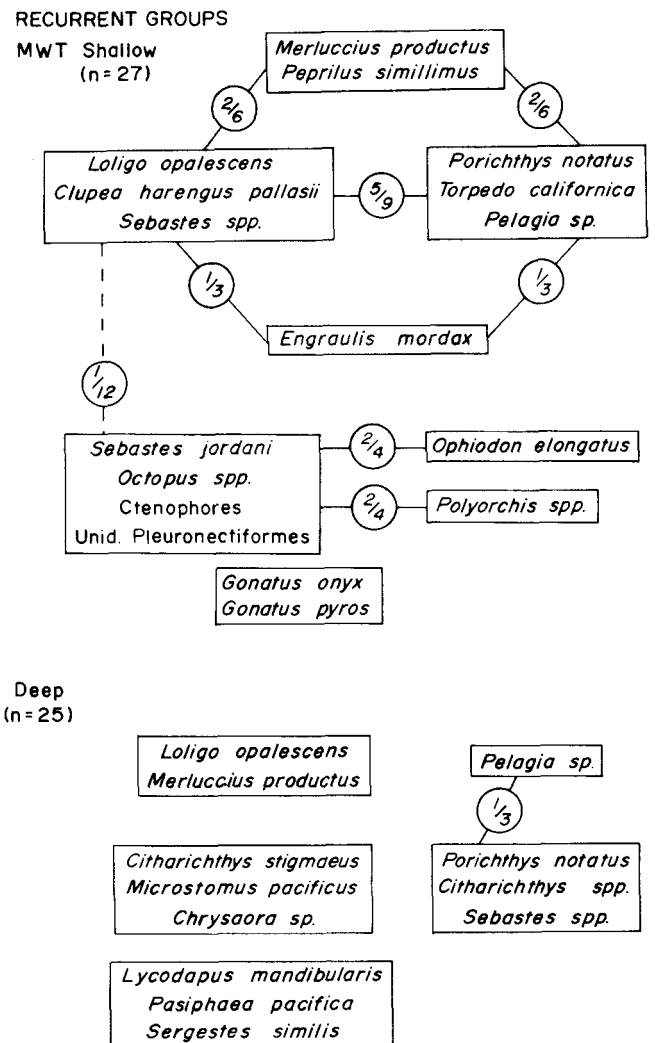 RECURRENT GROUPS
MWT Shallow
(n=27)
Merluccius productus
Peprilus simillimus
2/6
2/6
Loligo opalescens
Clupea harengus pallasii
Sebastes spp.
5/9
Porichthys notatus
Torpedo californica
Pelagia sp.
1/3
1/3
Engraulis mordax
1/12
Sebastes jordani
Octopus spp.
Ctenophores
Unid. Pleuronectiformes
2/4
Ophiodon elongatus
2/4
Polyorchis spp.
Gonatus onyx
Gonatus pyros
Deep
(n=25)
Loligo opalescens
Merluccius productus
Pelagia sp.
1/3
Citharichthys stigmaeus
Microstomus pacificus
Chrysaora sp.
Porichthys notatus
Citharichthys spp.
Sebastes spp.
Lycodapus mandibularis
Pasiphaea pacifica
Sergestes similis